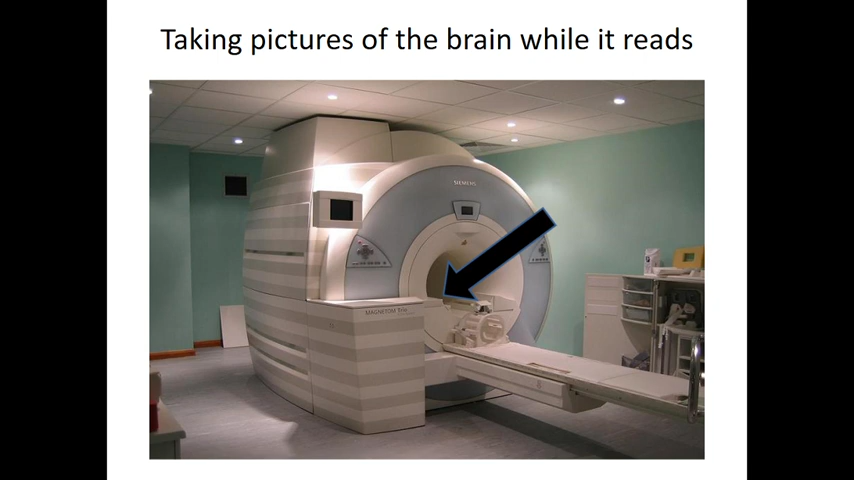 Taking pictures of the brain while it reads
SIEMENS
MAGNETOM Trio